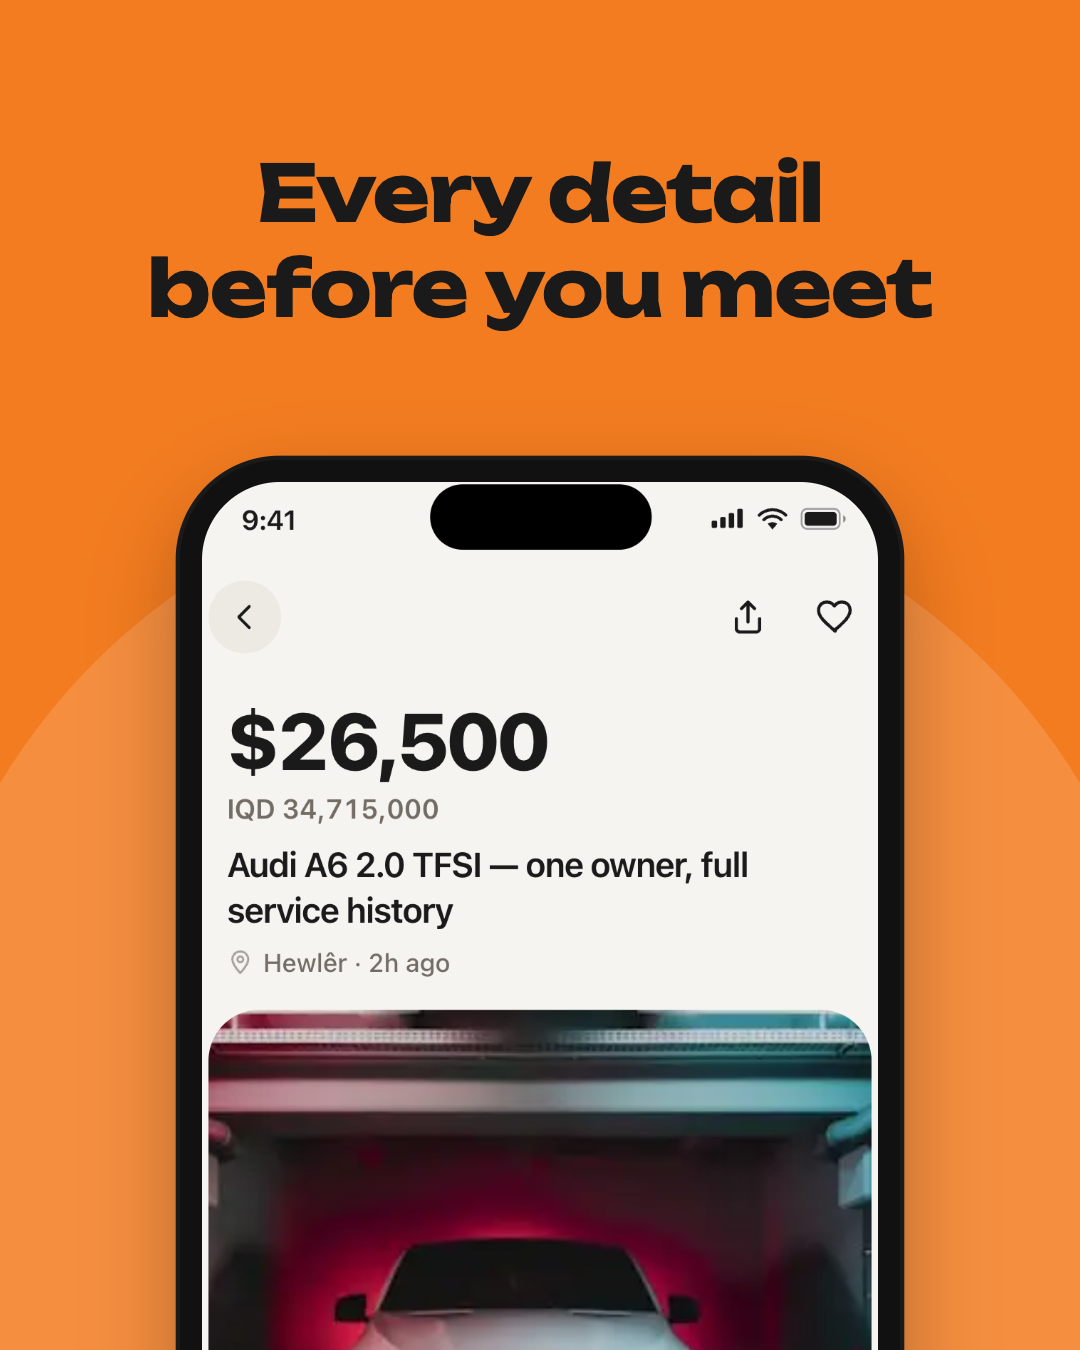 Every detail
before you meet
9:41
$26,500
IQD 34,715,000
Audi A6 2.0 TFSI — one owner, full
service history
Hewlêr · 2h ago